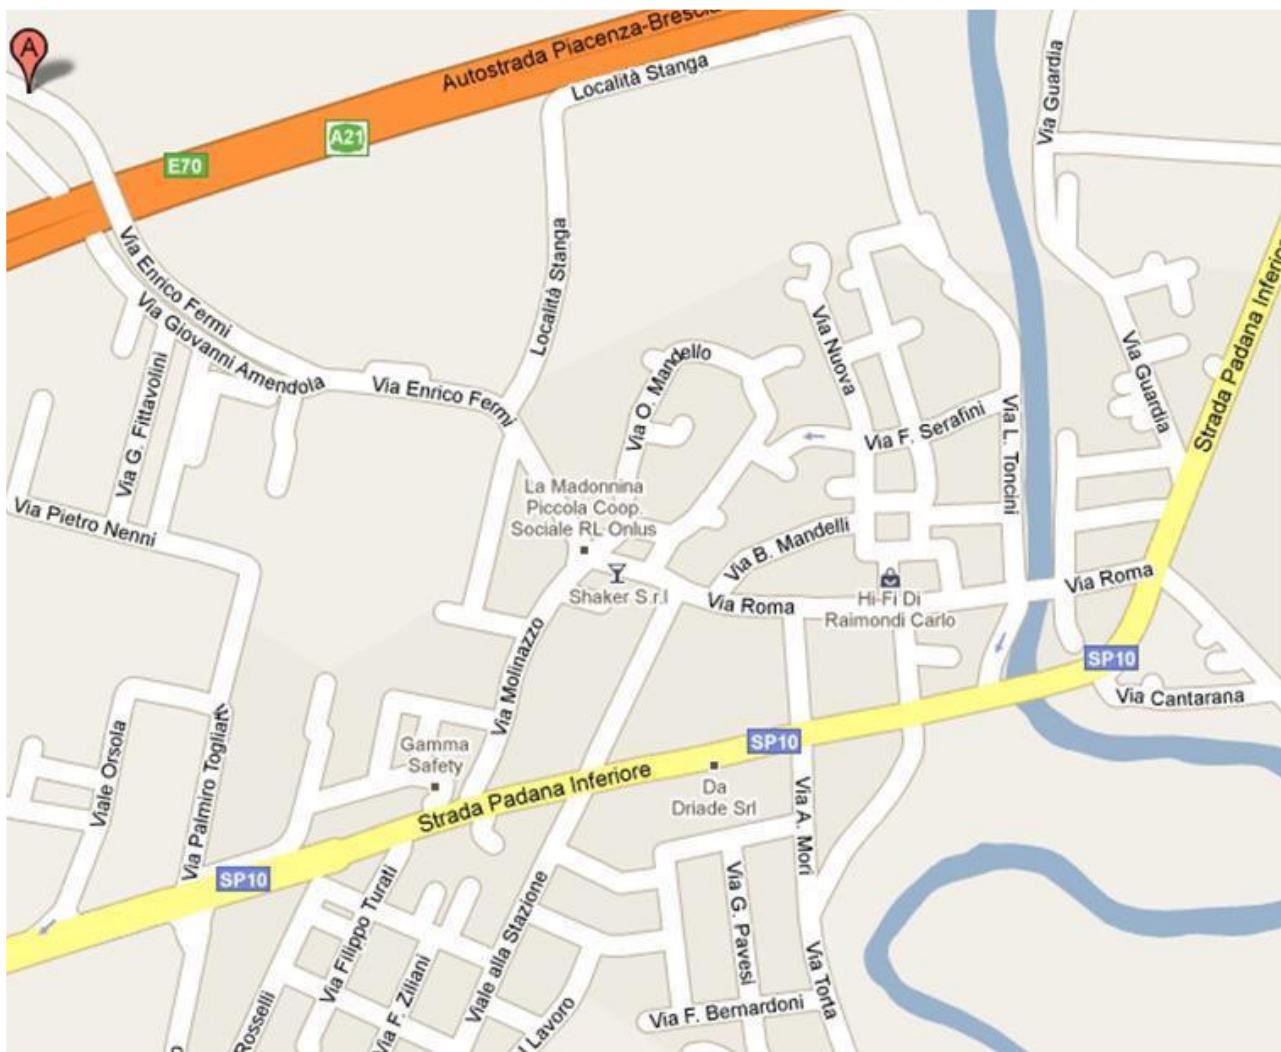 A
Autostrada Piacenza-Brescia
Località Stanga
A21
E70
Via Guardia
Via Enrico Fermi
Località Stanga
Strada Padana Inferiore
Via Giovanni Amendola
Via Nuova
Via O. Mandello
Via Guardia
Via G. Fittavolini
Via Enrico Fermi
Via F. Serafini
Via L. Toncini
La Madonnina
Piccola Coop.
Sociale RL Onlus
Via Pietro Nenni
Via B. Mandelli
Shaker S.r.l
Via Roma
Hi-Fi Di
Raimondi Carlo
Via Roma
SP10
Via Cantarana
Via Molinazzo
Viale Orsola
Via Palmiro Togliatti
Gamma
Safety
SP10
Strada Padana Inferiore
Da
Driade Srl
Via A. Mori
SP10
Via Filippo Turati
Viale alla Stazione
Via G. Pavesi
Via F. Ziliani
Via Torta
Rosselli
l Lavoro
Via F. Bernardoni